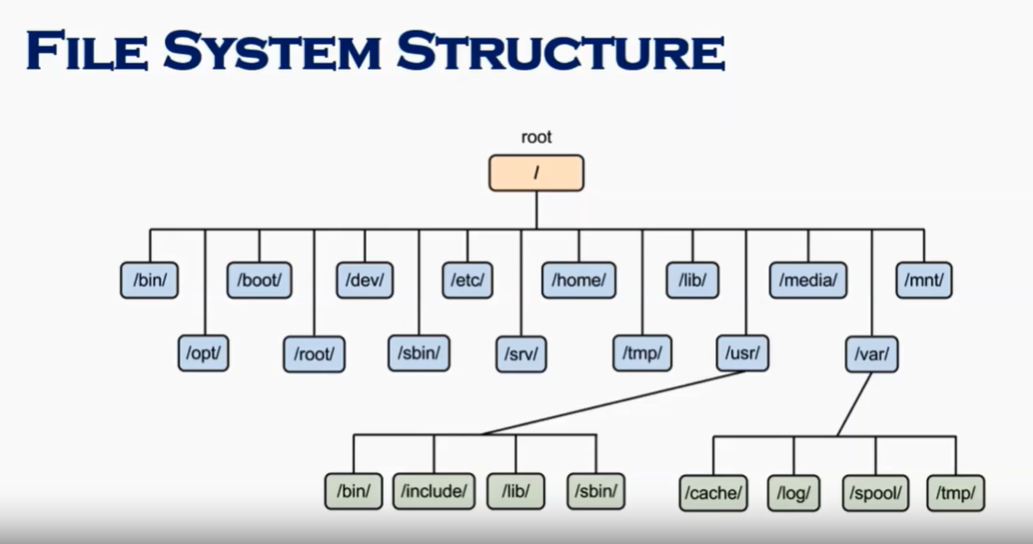 FILE SYSTEM STRUCTURE
root
/
/bin/ /boot/ /dev/ /etc/ /home/ /lib/ /media/ /mnt/
/opt/ /root/ /sbin/ /srv/ /tmp/ /usr/ /var/
/bin/ /include/ /lib/ /sbin/ /cache/ /log/ /spool/ /tmp/